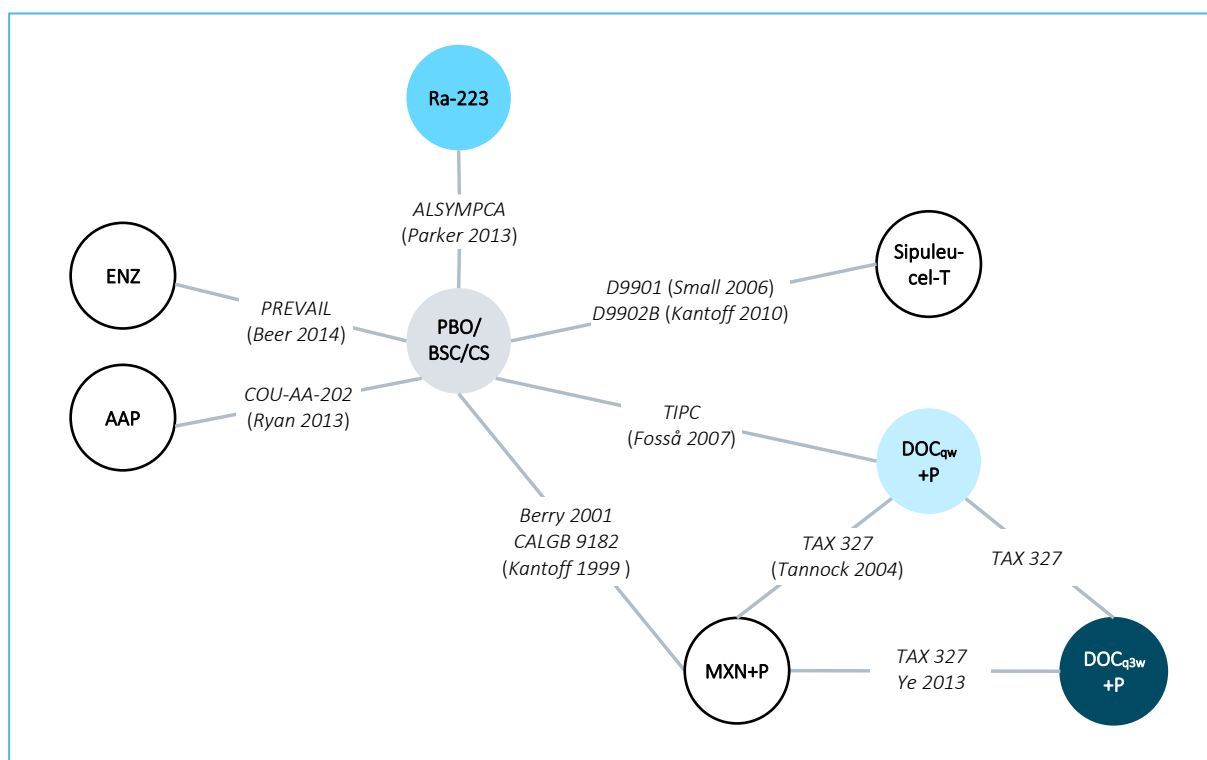 Ra-223
ALSYMPCA
(Parker 2013)
ENZ
PREVAIL
(Beer 2014)
PBO/
BSC/CS
D9901 (Small 2006)
D9902B (Kantoff 2010)
Sipuleu-
cel-T
AAP
COU-AA-202
(Ryan 2013)
TIPC
(Fosså 2007)
DOCqw
+P
Berry 2001
CALGB 9182
(Kantoff 1999 )
TAX 327
(Tannock 2004)
TAX 327
MXN+P
TAX 327
Ye 2013
DOCq3w
+P